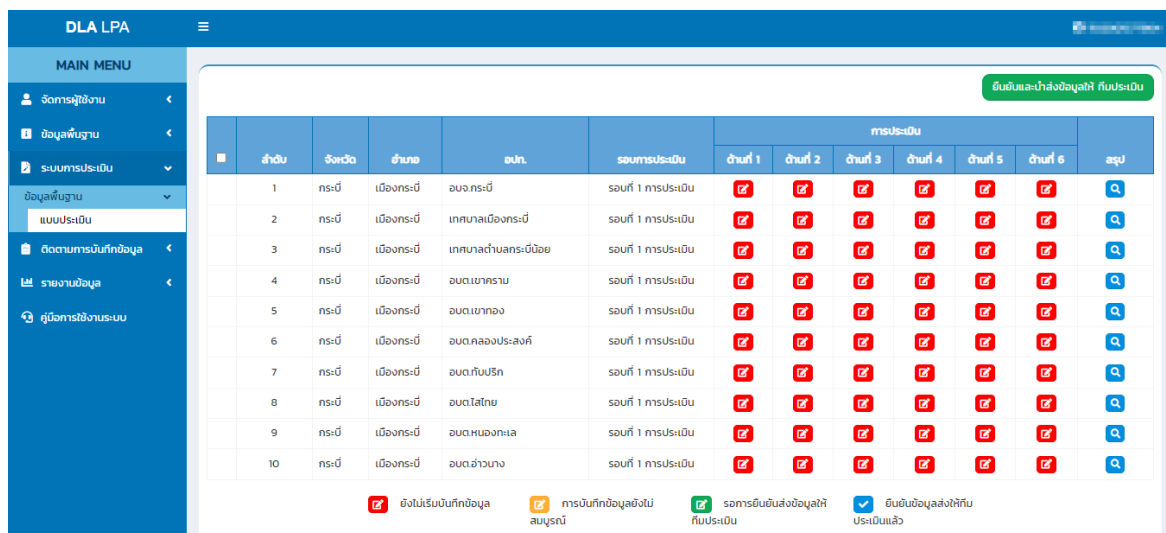 DLA LPA
MAIN MENU
จัดการผู้ใช้งาน
ข้อมูลพื้นฐาน
ระบบการประเมิน
ข้อมูลพื้นฐาน
แบบประเมิน
ติดตามการบันทึกข้อมูล
รายงานข้อมูล
คู่มือการใช้งานระบบ
ยืนยันและนำส่งข้อมูลให้ ทีมประเมิน
การประเมิน
ลำดับ จังหวัด อำเภอ อปท. รอบการประเมิน ด้านที่ 1 ด้านที่ 2 ด้านที่ 3 ด้านที่ 4 ด้านที่ 5 ด้านที่ 6 สรุป
1 กระบี่ เมืองกระบี่ อบจ.กระบี่ รอบที่ 1 การประเมิน
2 กระบี่ เมืองกระบี่ เทศบาลเมืองกระบี่ รอบที่ 1 การประเมิน
3 กระบี่ เมืองกระบี่ เทศบาลตำบลกระบี่น้อย รอบที่ 1 การประเมิน
4 กระบี่ เมืองกระบี่ อบต.เขาคราม รอบที่ 1 การประเมิน
5 กระบี่ เมืองกระบี่ อบต.เขาทอง รอบที่ 1 การประเมิน
6 กระบี่ เมืองกระบี่ อบต.คลองประสงค์ รอบที่ 1 การประเมิน
7 กระบี่ เมืองกระบี่ อบต.ทับปริก รอบที่ 1 การประเมิน
8 กระบี่ เมืองกระบี่ อบต.ไสไทย รอบที่ 1 การประเมิน
9 กระบี่ เมืองกระบี่ อบต.หนองทะเล รอบที่ 1 การประเมิน
10 กระบี่ เมืองกระบี่ อบต.อ่าวนาง รอบที่ 1 การประเมิน
ยังไม่เริ่มบันทึกข้อมูล การบันทึกข้อมูลยังไม่ รอการยืนยันส่งข้อมูลให้ ยืนยันข้อมูลส่งให้ทีม
สมบูรณ์ ทีมประเมิน ประเมินแล้ว